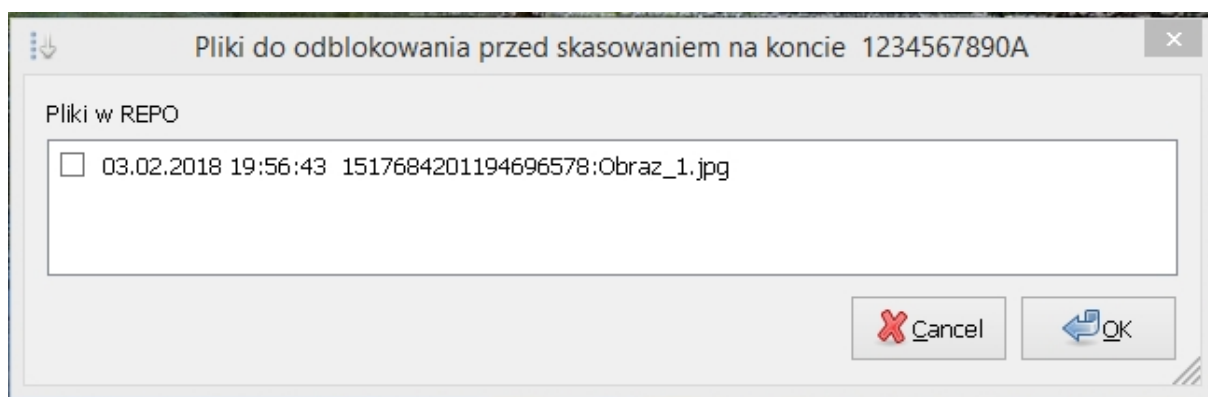 Pliki do odblokowania przed skasowaniem na koncie 1234567890A
Pliki w REPO
03.02.2018 19:56:43 1517684201194696578:Obraz_1.jpg
Cancel
OK